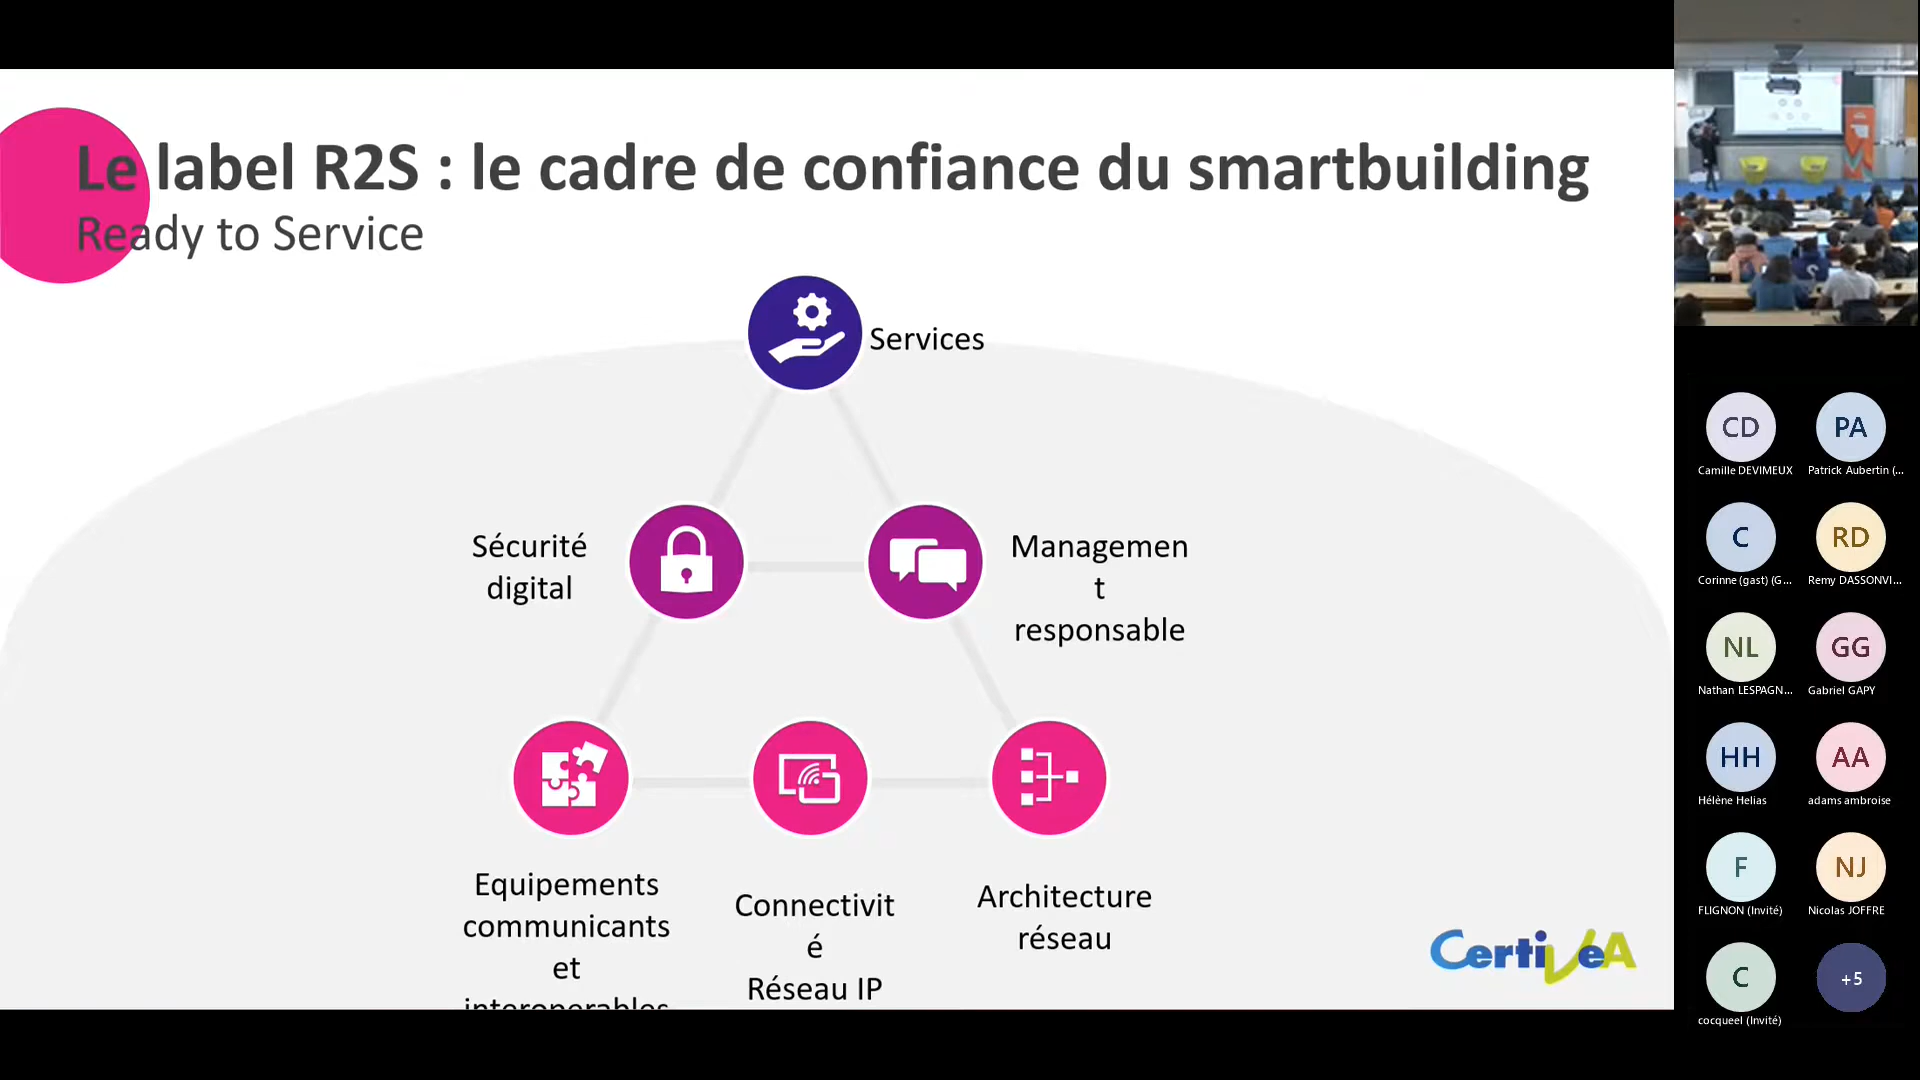 Le label R2S : le cadre de confiance du smartbuilding
Ready to Service
Services
Sécurité
digital
Managemen
t
responsable
Equipements
communicants
et
interoperables
Connectivit
é
Réseau IP
Architecture
réseau
CertiVeA
CD
PA
Camille DEVIMEUX
Patrick Aubertin (...
C
RD
Corinne (gast) (G...
Remy DASSONVI...
NL
GG
Nathan LESPAGN...
Gabriel GAPY
HH
AA
Hélène Helias
adams ambroise
F
NJ
FLIGNON (Invité)
Nicolas JOFFRE
C
+5
cocqueel (Invité)